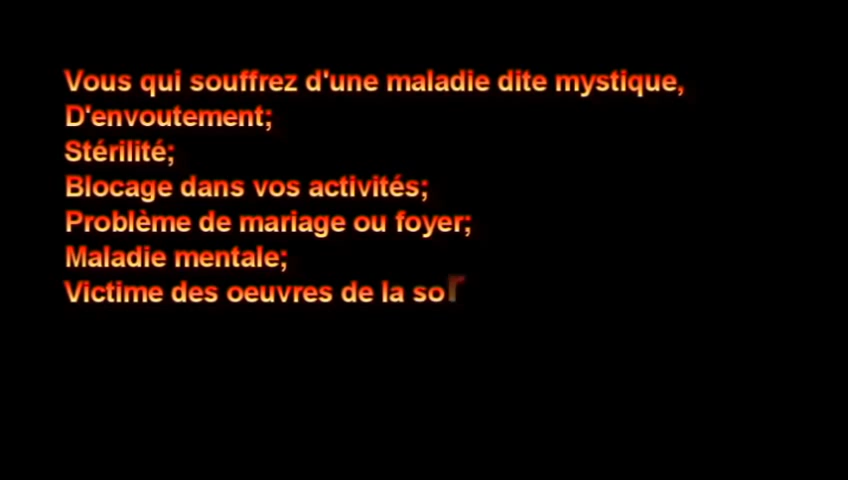 Vous qui souffrez d'une maladie dite mystique,
D'envoutement;
Stérilité;
Blocage dans vos activités;
Problème de mariage ou foyer;
Maladie mentale;
Victime des oeuvres de la sor